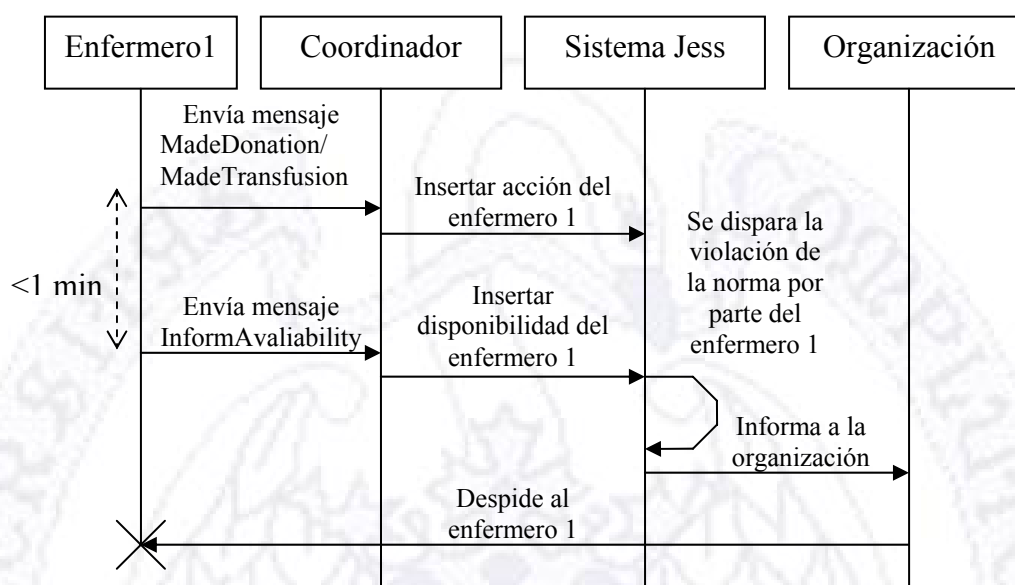 Enfermero1
Coordinador
Sistema Jess
Organización
Envía mensaje
MadeDonation/
MadeTransfusion
Insertar acción del
enfermero 1
Se dispara la
violación de
la norma por
parte del
enfermero 1
<1 min
Envía mensaje
InformAvaliability
Insertar
disponibilidad del
enfermero 1
Informa a la
organización
Despide al
enfermero 1